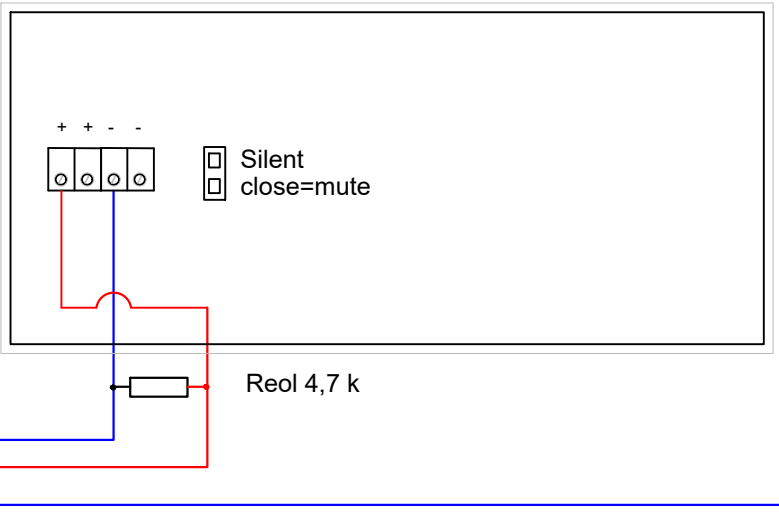 + + - -
Silent
close=mute
Reol 4,7 k